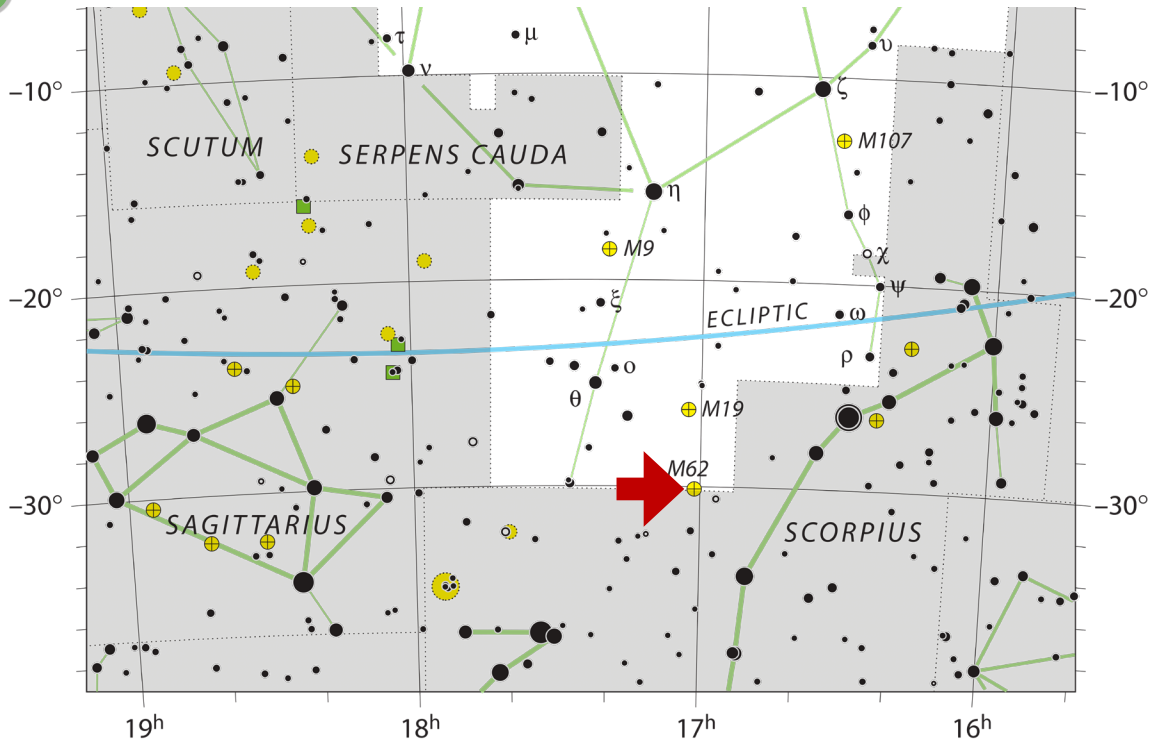 τ
μ
υ
ν
–10°
ζ
–10°
SCUTUM
SERPENS CAUDA
M107
η
φ
M9
χ
–20°
ξ
ψ
–20°
ECLIPTIC
ω
ρ
ο
θ
M19
M62
–30°
–30°
SAGITTARIUS
SCORPIUS
19h
18h
17h
16h